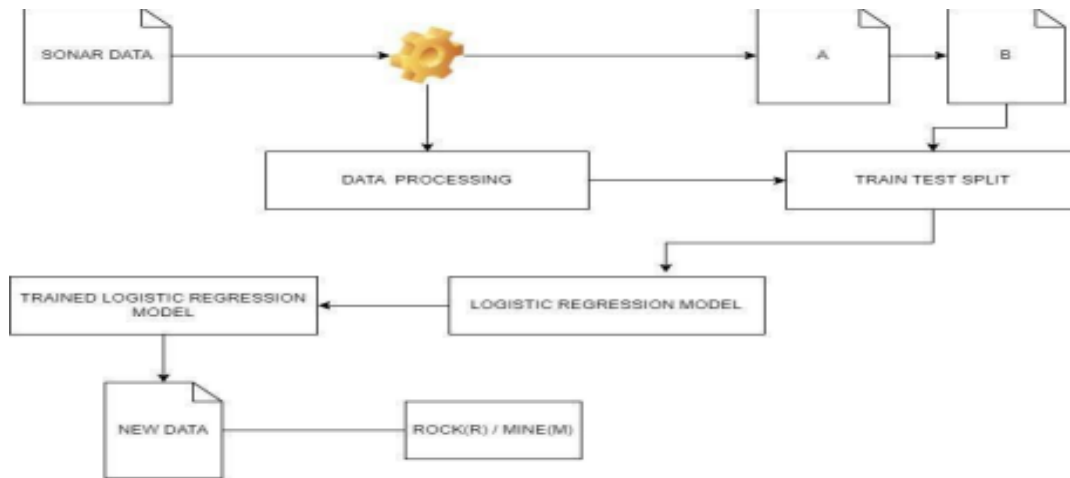 SONAR DATA
A
B
DATA PROCESSING
TRAIN TEST SPLIT
TRAINED LOGISTIC REGRESSION
MODEL
LOGISTIC REGRESSION MODEL
NEW DATA
ROCK(R) / MINE(M)